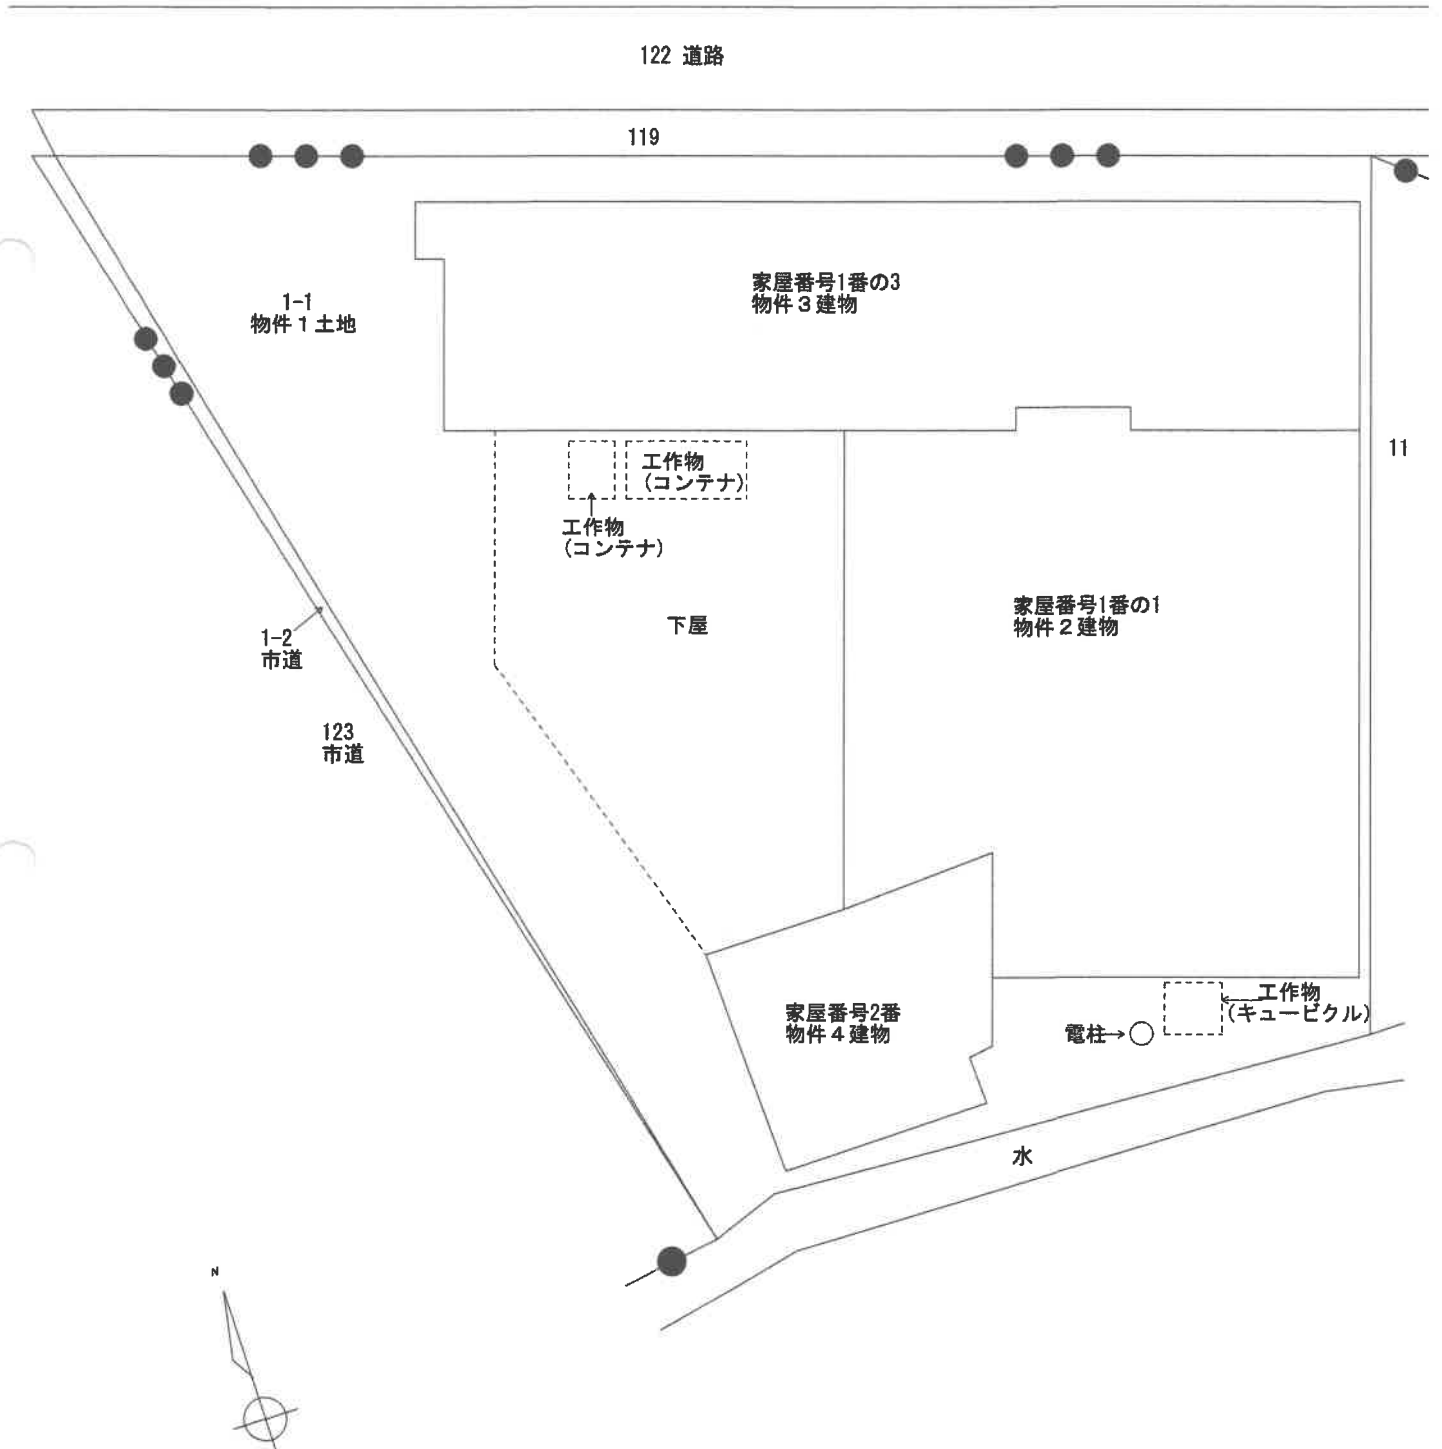 122 道路
119
家屋番号1番の3
物件３建物
1-1
物件１土地
11
工作物
(コンテナ)
工作物
(コンテナ)
家屋番号1番の1
物件２建物
下屋
1-2
市道
123
市道
工作物
(キュービクル)
家屋番号2番
物件４建物
電柱
水
N